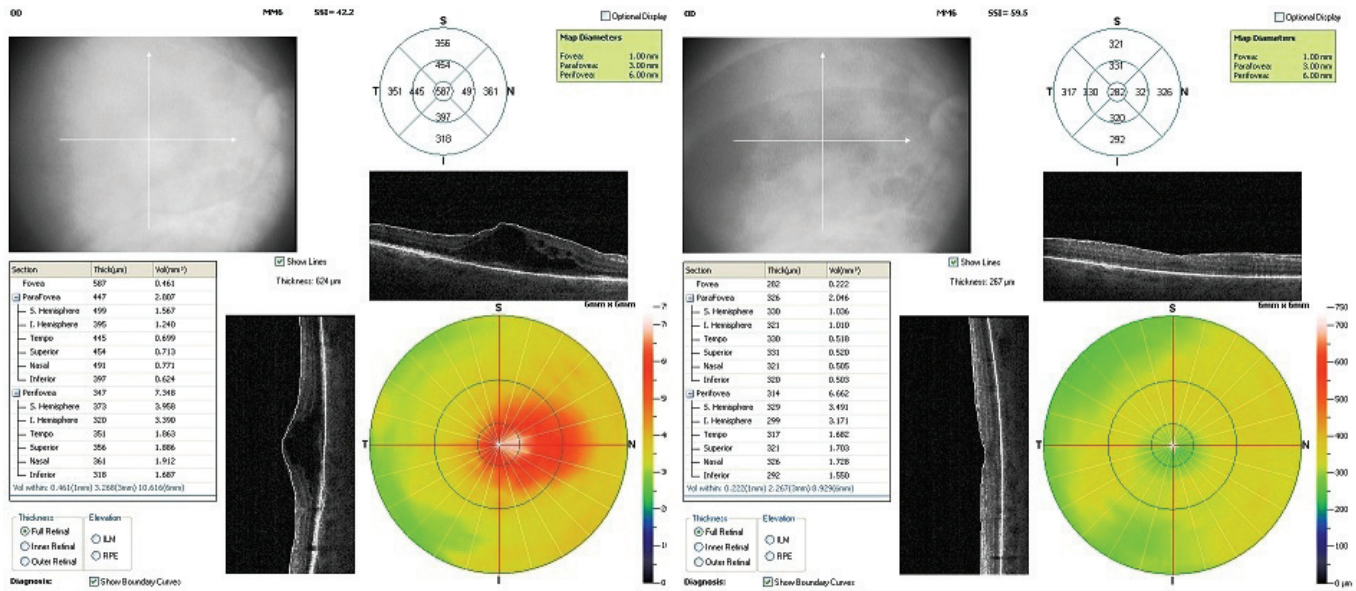 OD MM6 SSI= 42.2
Optional Display
Map Diameters
Fovea: 1.00 mm
Parafovea: 3.00 mm
Perifovea: 6.00 mm
S
356
454
T 351 445 587 491 361 N
397
318
I
Show Lines
Thickness: 624 µm
Section Thick(µm) Vol(mm³)
Fovea 587 0.461
ParaFovea 447 2.807
S. Hemisphere 499 1.567
I. Hemisphere 395 1.240
Tempo 445 0.699
Superior 454 0.713
Nasal 491 0.771
Inferior 397 0.624
Perifovea 347 7.348
S. Hemisphere 373 3.958
I. Hemisphere 320 3.390
Tempo 351 1.863
Superior 356 1.886
Nasal 361 1.912
Inferior 318 1.687
Vol within: 0.461(1mm) 3.268(3mm) 10.616(6mm)
6mm x 6mm
S
T N
I
Thickness Elevation
Full Retinal
Inner Retinal
Outer Retinal
ILM
RPE
Diagnosis: Show Boundary Curves
OD MM6 SSI= 59.5
Optional Display
Map Diameters
Fovea: 1.00 mm
Parafovea: 3.00 mm
Perifovea: 6.00 mm
S
321
331
T 317 330 282 32 326 N
320
292
I
Show Lines
Thickness: 267 µm
Section Thick(µm) Vol(mm³)
Fovea 282 0.222
ParaFovea 326 2.046
S. Hemisphere 330 1.036
I. Hemisphere 321 1.010
Tempo 330 0.518
Superior 331 0.520
Nasal 321 0.505
Inferior 320 0.503
Perifovea 314 6.662
S. Hemisphere 329 3.491
I. Hemisphere 299 3.171
Tempo 317 1.682
Superior 321 1.703
Nasal 326 1.728
Inferior 292 1.550
Vol within: 0.222(1mm) 2.267(3mm) 8.929(6mm)
6mm x 6mm
S
T N
I
750
700
600
500
400
300
200
100
0 µm
Thickness Elevation
Full Retinal
Inner Retinal
Outer Retinal
ILM
RPE
Diagnosis: Show Boundary Curves